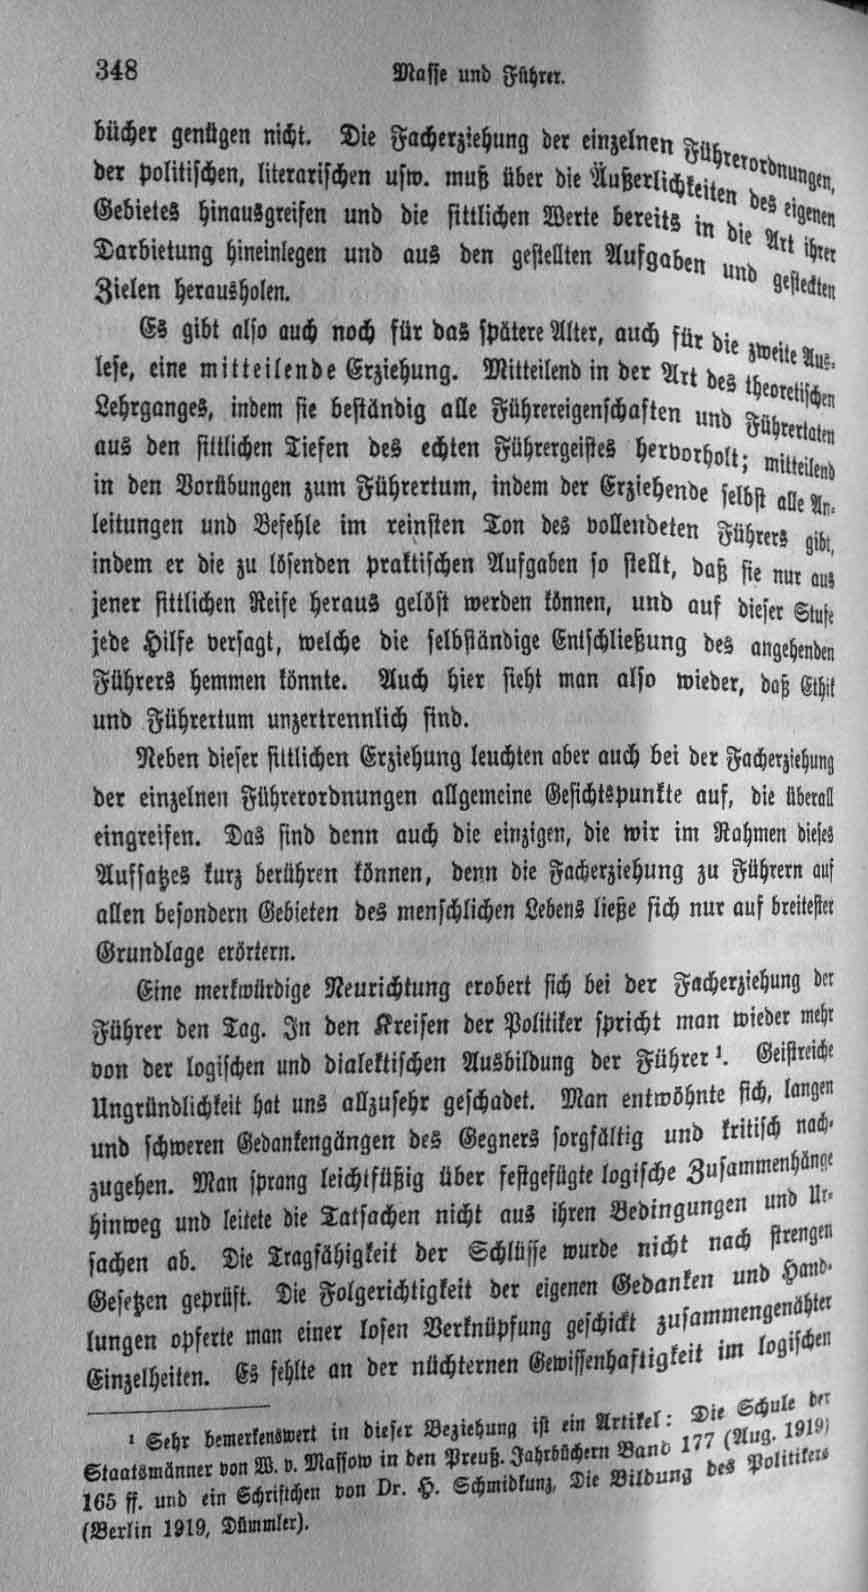 348 Masse und Führer.
bücher genügen nicht. Die Facherziehung der einzelnen Führerordnungen,
der politischen, literarischen usw. muß über die Äußerlichkeiten des eigenen
Gebietes hinausgreifen und die sittlichen Werte bereits in die Art ihrer
Darbietung hineinlegen und aus den gestellten Aufgaben und gesteckten
Zielen herausholen.
Es gibt also auch noch für das spätere Alter, auch für die zweite Aus-
lese, eine mitteilende Erziehung. Mitteilend in der Art des theoretischen
Lehrganges, indem sie beständig alle Führereigenschaften und Führertaten
aus den sittlichen Tiefen des echten Führergeistes hervorholt; mitteilend
in den Vorübungen zum Führertum, indem der Erziehende selbst alle An-
leitungen und Befehle im reinsten Ton des vollendeten Führers gibt,
indem er die zu lösenden praktischen Aufgaben so stellt, daß sie nur aus
jener sittlichen Reife heraus gelöst werden können, und auf dieser Stufe
jede Hilfe versagt, welche die selbständige Entschließung des angehenden
Führers hemmen könnte. Auch hier sieht man also wieder, daß Ethik
und Führertum unzertrennlich sind.
Neben dieser sittlichen Erziehung leuchten aber auch bei der Facherziehung
der einzelnen Führerordnungen allgemeine Gesichtspunkte auf, die überall
eingreifen. Das sind denn auch die einzigen, die wir im Rahmen dieses
Aufsatzes kurz berühren können, denn die Facherziehung zu Führern auf
allen besondern Gebieten des menschlichen Lebens ließe sich nur auf breitester
Grundlage erörtern.
Eine merkwürdige Neurichtung erobert sich bei der Facherziehung der
Führer den Tag. In den Kreisen der Politiker spricht man wieder mehr
von der logischen und dialektischen Ausbildung der Führer¹. Geistreiche
Ungründlichkeit hat uns allzusehr geschadet. Man entwöhnte sich, langen
und schweren Gedankengängen des Gegners sorgfältig und kritisch nach-
zugehen. Man sprang leichtfüßig über festgefügte logische Zusammenhänge
hinweg und leitete die Tatsachen nicht aus ihren Bedingungen und Ur-
sachen ab. Die Tragfähigkeit der Schlüsse wurde nicht nach strengen
Gesetzen geprüft. Die Folgerichtigkeit der eigenen Gedanken und Hand-
lungen opferte man einer losen Verknüpfung geschickt zusammengenähter
Einzelheiten. Es fehlte an der nüchternen Gewissenhaftigkeit im logischen
¹ Sehr bemerkenswert in dieser Beziehung ist ein Artikel: Die Schule der
Staatsmänner von W. v. Massow in den Preuß. Jahrbüchern Band 177 (Aug. 1919)
165 ff. und ein Schriftchen von Dr. H. Schmidkunz, Die Bildung des Politikers
(Berlin 1919, Dümmler).